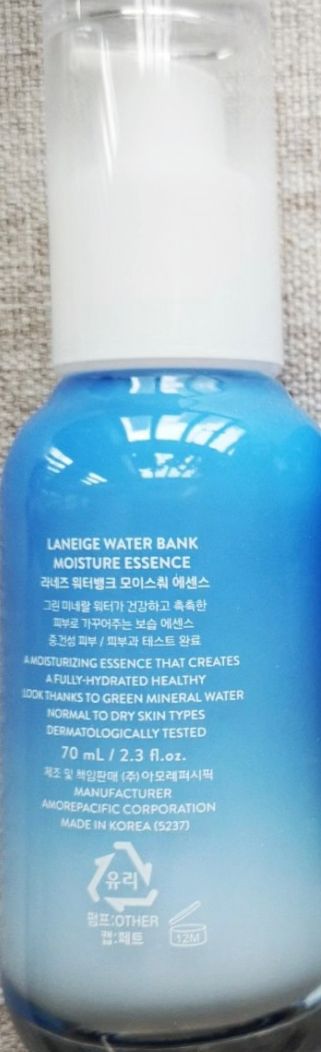 LANEIGE WATER BANK
MOISTURE ESSENCE
라네즈 워터뱅크 모이스춰 에센스
그린 미네랄 워터가 건강하고 촉촉한
피부로 가꾸어주는 보습 에센스
중건성 피부 / 피부과 테스트 완료
A MOISTURIZING ESSENCE THAT CREATES
A FULLY-HYDRATED HEALTHY
LOOK THANKS TO GREEN MINERAL WATER
NORMAL TO DRY SKIN TYPES
DERMATOLOGICALLY TESTED
70 mL / 2.3 fl.oz.
제조 및 책임판매 (주)아모레퍼시픽
MANUFACTURER
AMOREPACIFIC CORPORATION
MADE IN KOREA (5237)
유리
펌프:OTHER
캡:페트
12M